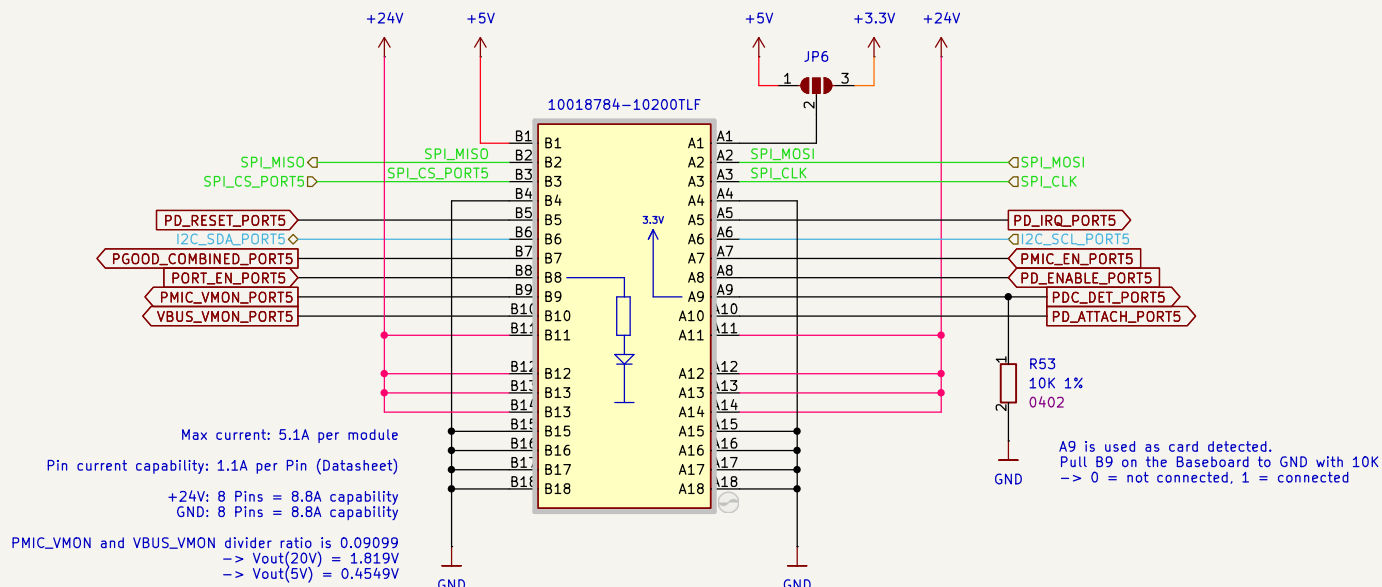 +24V
+5V
+5V
+3.3V
+24V
JP6
1
3
2
10018784-10200TLF
B1
B1
A1
A1
SPI_MISO
SPI_MISO
B2
B2
A2
A2
SPI_MOSI
SPI_MOSI
SPI_CS_PORT5
SPI_CS_PORT5
B3
B3
A3
A3
SPI_CLK
SPI_CLK
B4
B4
A4
A4
PD_RESET_PORT5
B5
B5
3.3V
A5
A5
PD_IRQ_PORT5
I2C_SDA_PORT5
B6
B6
A6
A6
I2C_SCL_PORT5
PGOOD_COMBINED_PORT5
B7
B7
A7
A7
PMIC_EN_PORT5
PORT_EN_PORT5
B8
B8
A8
A8
PD_ENABLE_PORT5
PMIC_VMON_PORT5
B9
B9
A9
A9
PDC_DET_PORT5
VBUS_VMON_PORT5
B10
B10
A10
A10
PD_ATTACH_PORT5
B11
B11
A11
A11
B12
B12
A12
A12
B13
B13
A13
A13
B14
B13
A14
A14
B15
B15
A15
A15
B16
B16
A16
A16
B17
B17
A17
A17
B18
B18
A18
A18
1
R53
10K 1%
0402
2
GND
Max current: 5.1A per module
Pin current capability: 1.1A per Pin (Datasheet)
+24V: 8 Pins = 8.8A capability
GND: 8 Pins = 8.8A capability
PMIC_VMON and VBUS_VMON divider ratio is 0.09099
-> Vout(20V) = 1.819V
-> Vout(5V) = 0.4549V
A9 is used as card detected.
Pull B9 on the Baseboard to GND with 10K
-> 0 = not connected, 1 = connected
GND
GND